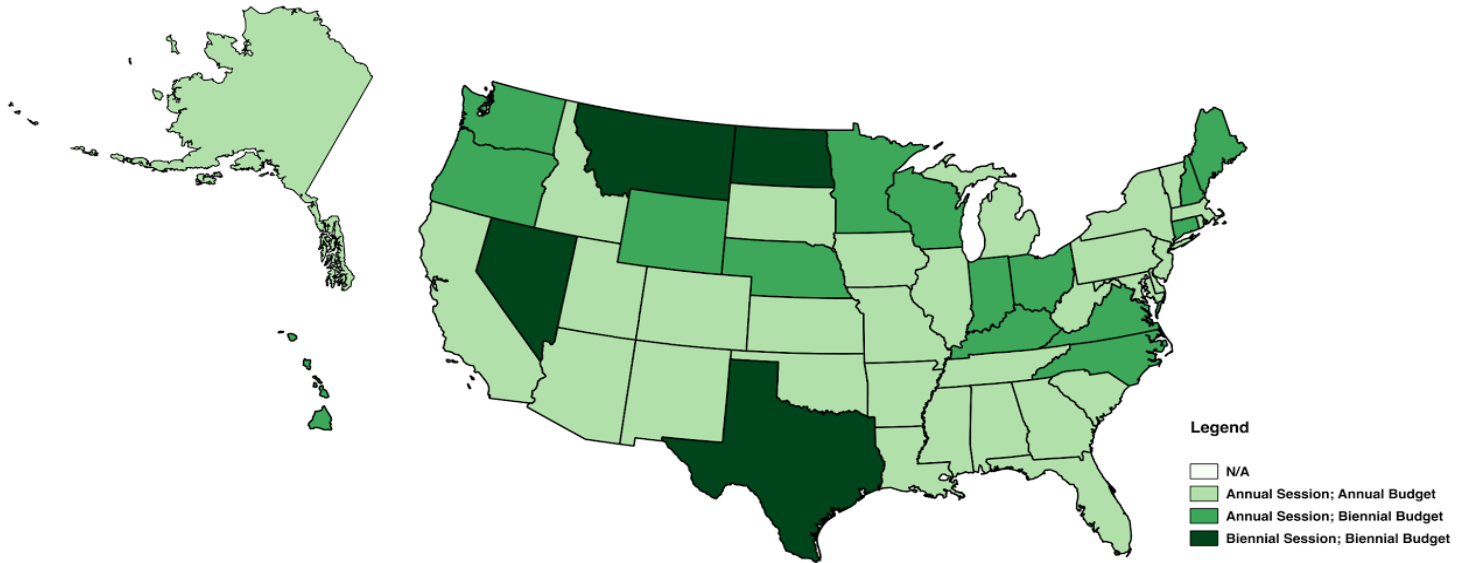 Legend
N/A
Annual Session; Annual Budget
Annual Session; Biennial Budget
Biennial Session; Biennial Budget